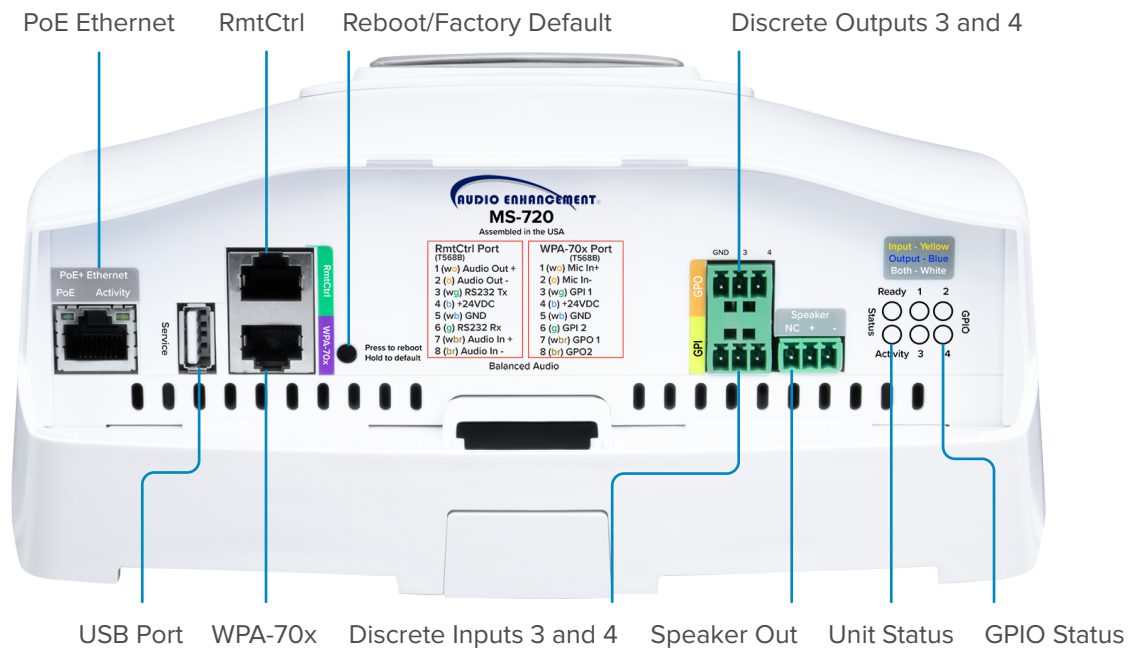 PoE Ethernet
RmtCtrl
Reboot/Factory Default
Discrete Outputs 3 and 4
AUDIO ENHANCEMENT®
MS-720
Assembled in the USA
PoE+ Ethernet
PoE Activity
Service
RmtCtrl
WPA-70x
Press to reboot
Hold to default
RmtCtrl Port
(T568B)
1 (wo) Audio Out +
2 (o) Audio Out -
3 (wg) RS232 Tx
4 (b) +24VDC
5 (wb) GND
6 (g) RS232 Rx
7 (wbr) Audio In +
8 (br) Audio In -
WPA-70x Port
(T568B)
1 (wo) Mic In+
2 (o) Mic In-
3 (wg) GPI 1
4 (b) +24VDC
5 (wb) GND
6 (g) GPI 2
7 (wbr) GPO 1
8 (br) GPO2
Balanced Audio
GND 3 4
GPO
GPI
Speaker
NC + -
Input - Yellow
Output - Blue
Both - White
Ready 1 2
Status
GPIO
Activity 3 4
USB Port
WPA-70x
Discrete Inputs 3 and 4
Speaker Out
Unit Status
GPIO Status